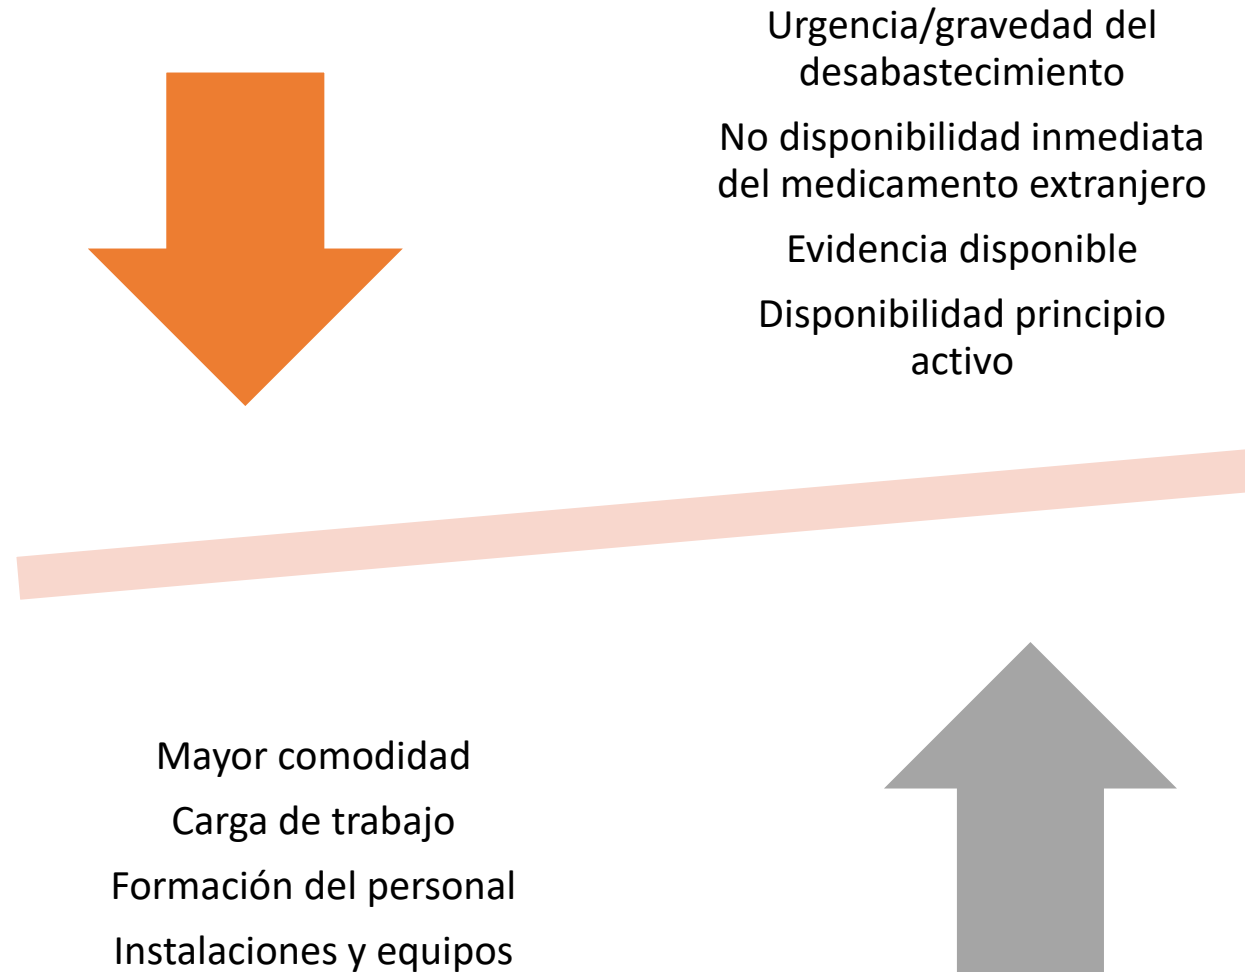 Urgencia/gravedad del
desabastecimiento
No disponibilidad inmediata
del medicamento extranjero
Evidencia disponible
Disponibilidad principio
activo
Mayor comodidad
Carga de trabajo
Formación del personal
Instalaciones y equipos